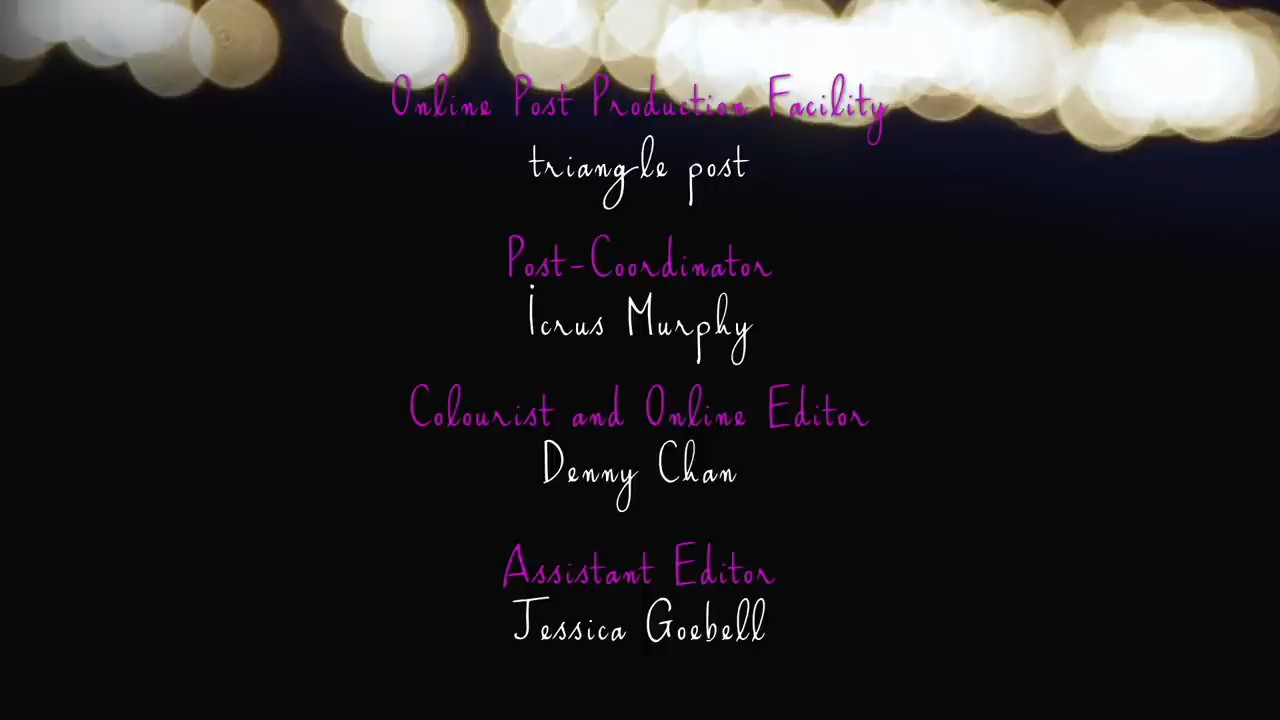 Online Post Production Facility
triangle post
Post-Coordinator
Icrus Murphy
Colourist and Online Editor
Denny Chan
Assistant Editor
Jessica Goebell